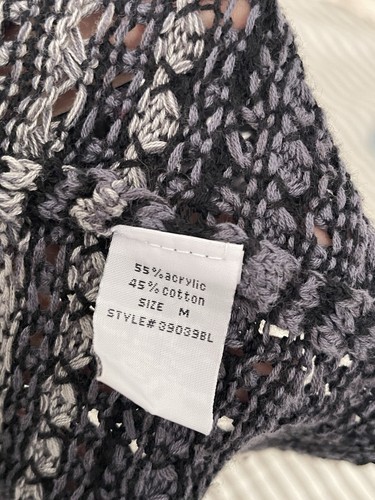 55%acrylic
45%cotton
SIZE M
STYLE#39039BL